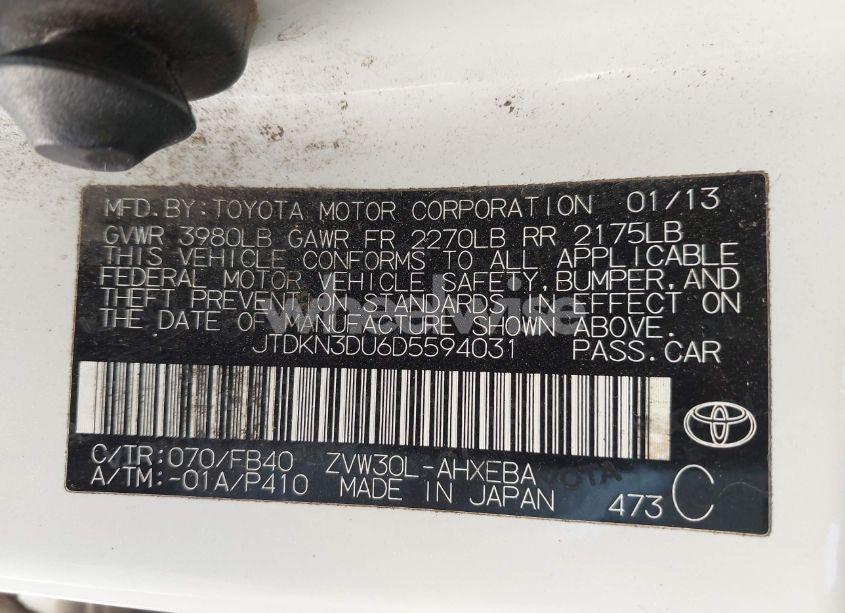 MFD. BY: TOYOTA MOTOR CORPORATION 01/13
GVWR 3980LB GAWR FR 2270LB RR 2175LB
THIS VEHICLE CONFORMS TO ALL APPLICABLE
FEDERAL MOTOR VEHICLE SAFETY, BUMPER, AND
THEFT PREVENTION STANDARDS IN EFFECT ON
THE DATE OF MANUFACTURE SHOWN ABOVE.
JTDKN3DU6D5594031 PASS. CAR
C/TR: 070/FB40 ZVW30L-AHXEBA
A/TM: -01A/P410 MADE IN JAPAN 473 C
TOYOTA